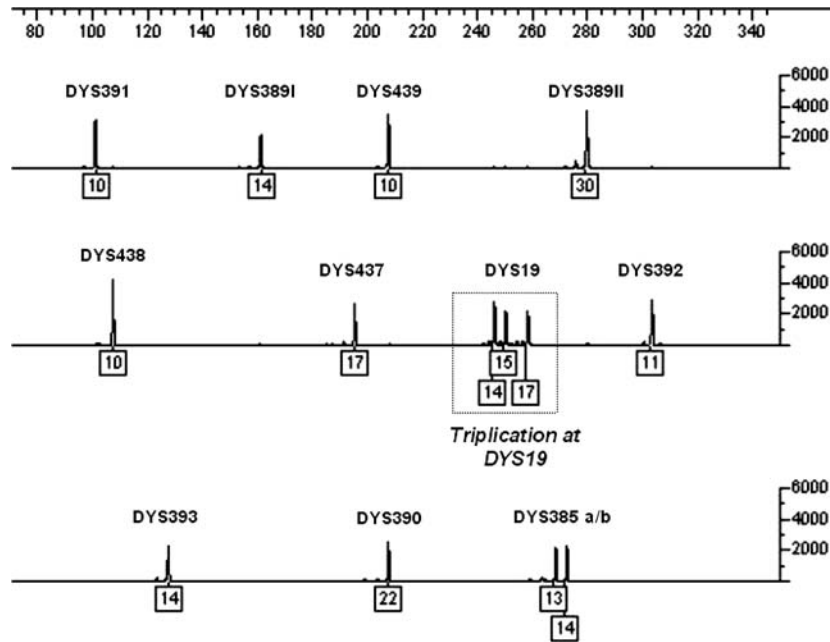 80 100 120 140 160 180 200 220 240 260 280 300 320 340
DYS391 DYS389I DYS439 DYS389II
6000
4000
2000
10 14 10 30
DYS438 DYS437 DYS19 DYS392
6000
4000
2000
10 17 15 11
14 17
Triplication at
DYS19
DYS393 DYS390 DYS385 a/b
6000
4000
2000
14 22 13
14